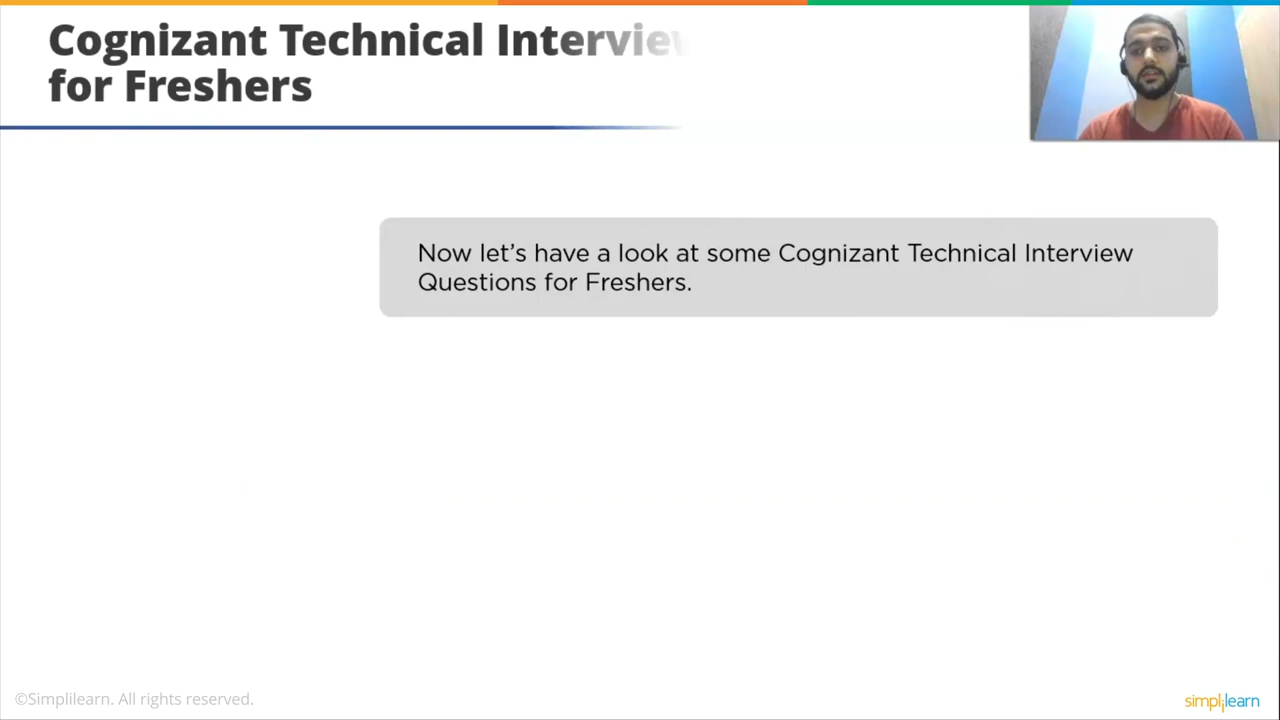 Cognizant Technical Interview
for Freshers
Now let's have a look at some Cognizant Technical Interview
Questions for Freshers.
©Simplilearn. All rights reserved.
simplilearn